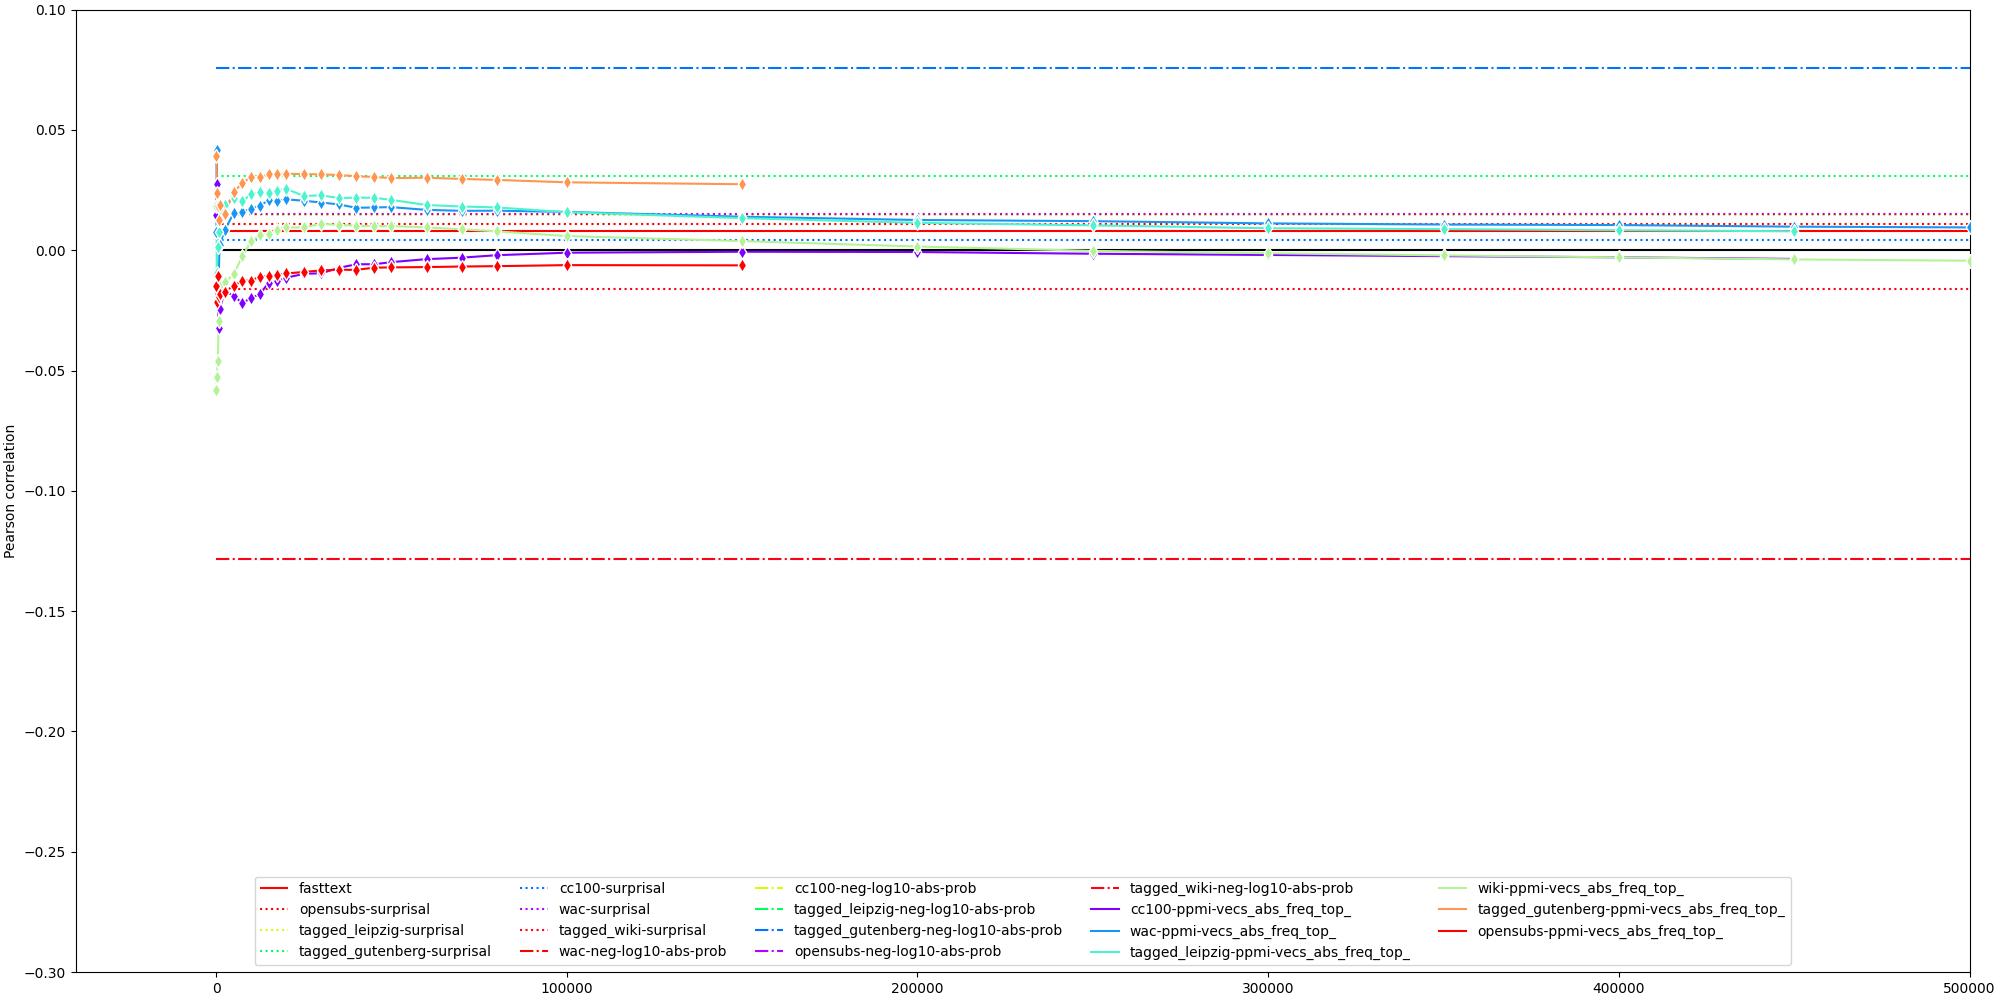 0.10
0.05
0.00
−0.05
−0.10
−0.15
−0.20
−0.25
−0.30
Pearson correlation
0 100000 200000 300000 400000 500000
fasttext
opensubs-surprisal
tagged_leipzig-surprisal
tagged_gutenberg-surprisal
cc100-surprisal
wac-surprisal
tagged_wiki-surprisal
wac-neg-log10-abs-prob
cc100-neg-log10-abs-prob
tagged_leipzig-neg-log10-abs-prob
tagged_gutenberg-neg-log10-abs-prob
opensubs-neg-log10-abs-prob
tagged_wiki-neg-log10-abs-prob
cc100-ppmi-vecs_abs_freq_top_
wac-ppmi-vecs_abs_freq_top_
tagged_leipzig-ppmi-vecs_abs_freq_top_
wiki-ppmi-vecs_abs_freq_top_
tagged_gutenberg-ppmi-vecs_abs_freq_top_
opensubs-ppmi-vecs_abs_freq_top_